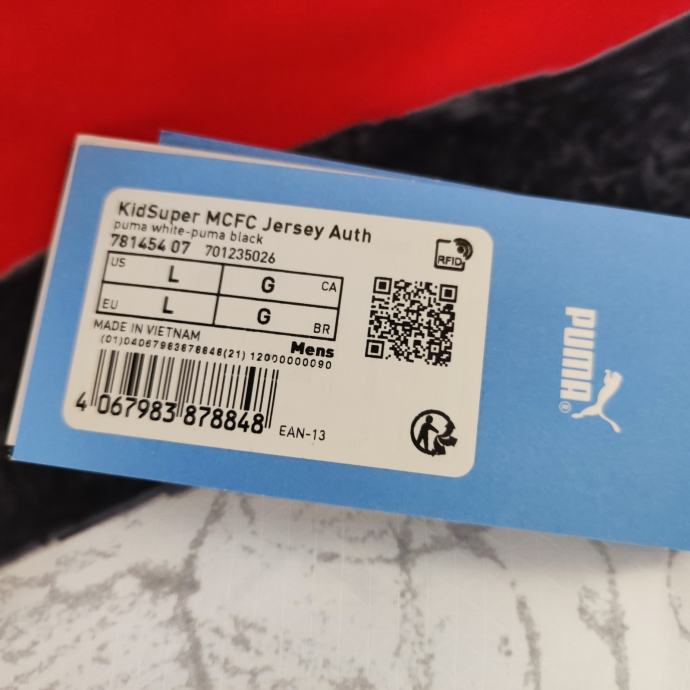 KidSuper MCFC Jersey Auth
puma white-puma black
781454 07 701235026
RFID
US L G CA
EU L G BR
MADE IN VIETNAM
Mens
(01)04067983878848(21) 12000000090
4 067983 878848
EAN-13
PUMA®